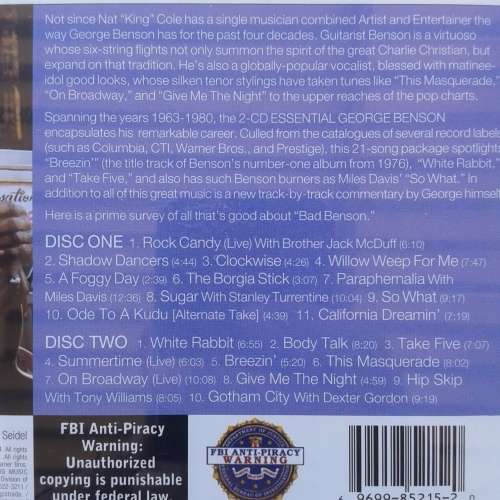 Not since Nat "King" Cole has a single musician combined Artist and Entertainer the
way George Benson has for the past four decades. Guitarist Benson is a virtuoso
whose six-string flights not only summon the spirit of the great Charlie Christian, but
expand on that tradition. He's also a globally-popular vocalist, blessed with matinee-
idol good looks, whose silken tenor stylings have taken tunes like "This Masquerade,"
"On Broadway," and "Give Me The Night" to the upper reaches of the pop charts.
Spanning the years 1963-1980, the 2-CD ESSENTIAL GEORGE BENSON
encapsulates his remarkable career. Culled from the catalogues of several record labels
(such as Columbia, CTI, Warner Bros., and Prestige), this 21-song package spotlights
"Breezin'" (the title track of Benson's number-one album from 1976), "White Rabbit,"
and "Take Five," and also has such Benson burners as Miles Davis' "So What." In
addition to all of this great music is a new track-by-track commentary by George himself
Here is a prime survey of all that's good about "Bad Benson."
DISC ONE 1. Rock Candy (Live) With Brother Jack McDuff (6:10)
2. Shadow Dancers (4:44) 3. Clockwise (4:26) 4. Willow Weep For Me (7:47)
5. A Foggy Day (2:39) 6. The Borgia Stick (3:07) 7. Paraphernalia With
Miles Davis (12:36) 8. Sugar With Stanley Turrentine (10:04) 9. So What (9:17)
10. Ode To A Kudu [Alternate Take] (4:39) 11. California Dreamin' (7:19)
DISC TWO 1. White Rabbit (6:55) 2. Body Talk (8:20) 3. Take Five (7:07)
4. Summertime (Live) (6:03) 5. Breezin' (5:20) 6. This Masquerade (8:02)
7. On Broadway (Live) (10:08) 8. Give Me The Night (4:59) 9. Hip Skip
With Tony Williams (8:05) 10. Gotham City With Dexter Gordon (9:19)
Seidel
FBI Anti-Piracy
Warning:
Unauthorized
copying is punishable
under federal law.
FBI ANTI-PIRACY
WARNING
69699-85215-2